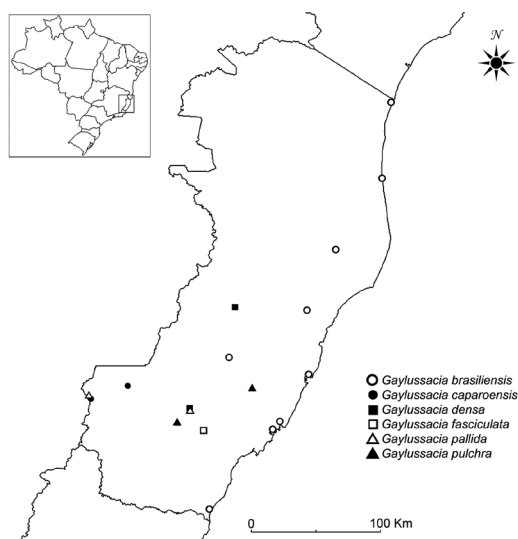 N
Gaylussacia brasiliensis
Gaylussacia caparoensis
Gaylussacia densa
Gaylussacia fasciculata
Gaylussacia pallida
Gaylussacia pulchra
0 100 Km